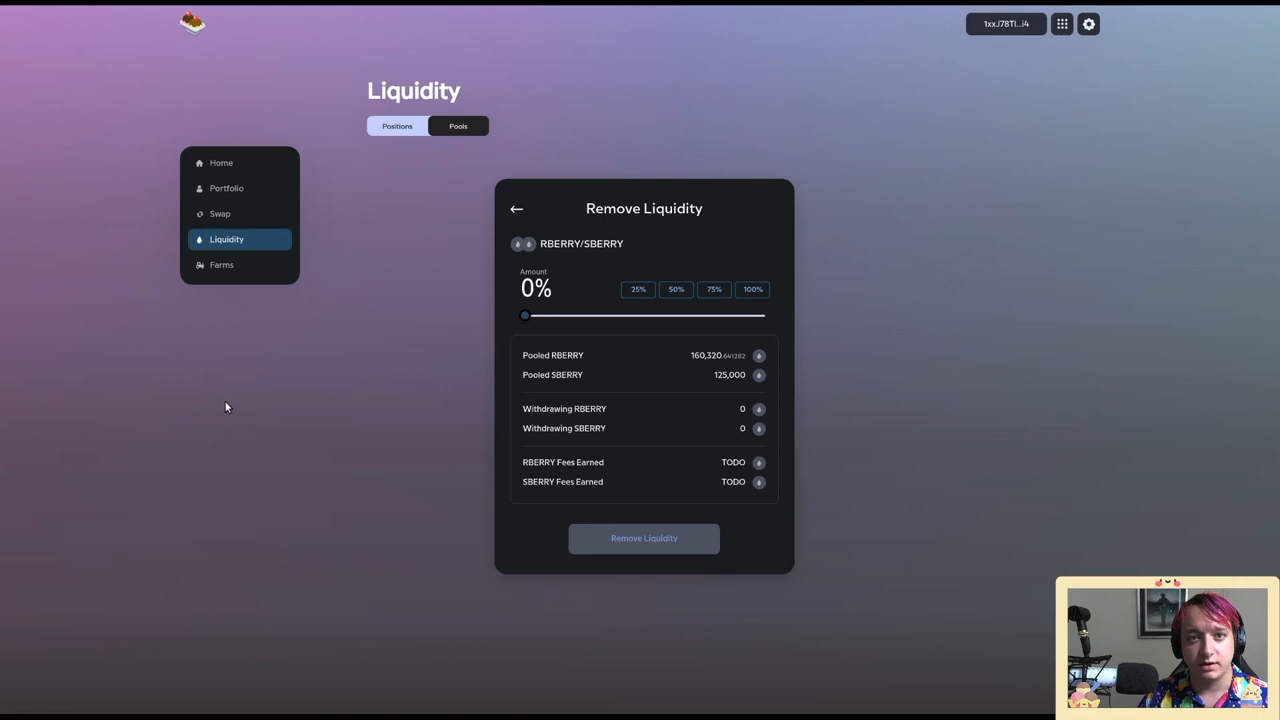 1xxJ78Tl...i4
Liquidity
Positions
Pools
Home
Portfolio
Swap
Liquidity
Farms
← Remove Liquidity
RBERRY/SBERRY
Amount
0%
25% 50% 75% 100%
Pooled RBERRY 160,320.641282
Pooled SBERRY 125,000
Withdrawing RBERRY 0
Withdrawing SBERRY 0
RBERRY Fees Earned TODO
SBERRY Fees Earned TODO
Remove Liquidity